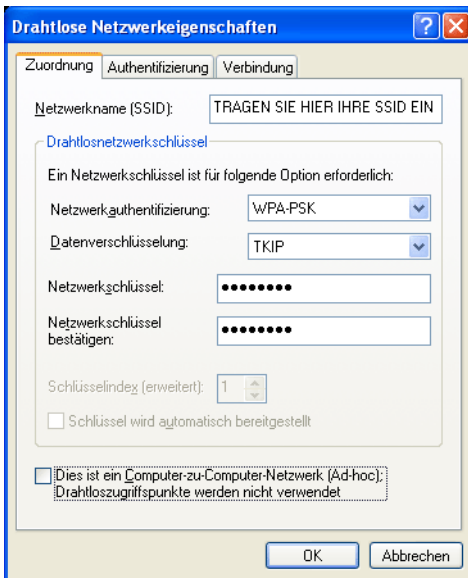 Drahtlose Netzwerkeigenschaften
Zuordnung Authentifizierung Verbindung
Netzwerkname (SSID): TRAGEN SIE HIER IHRE SSID EIN
Drahtlosnetzwerkschlüssel
Ein Netzwerkschlüssel ist für folgende Option erforderlich:
Netzwerkauthentifizierung: WPA-PSK
Datenverschlüsselung: TKIP
Netzwerkschlüssel: ••••••••
Netzwerkschlüssel
bestätigen: ••••••••
Schlüsselindex (erweitert): 1
Schlüssel wird automatisch bereitgestellt
Dies ist ein Computer-zu-Computer-Netzwerk (Ad-hoc);
Drahtloszugriffspunkte werden nicht verwendet
OK Abbrechen